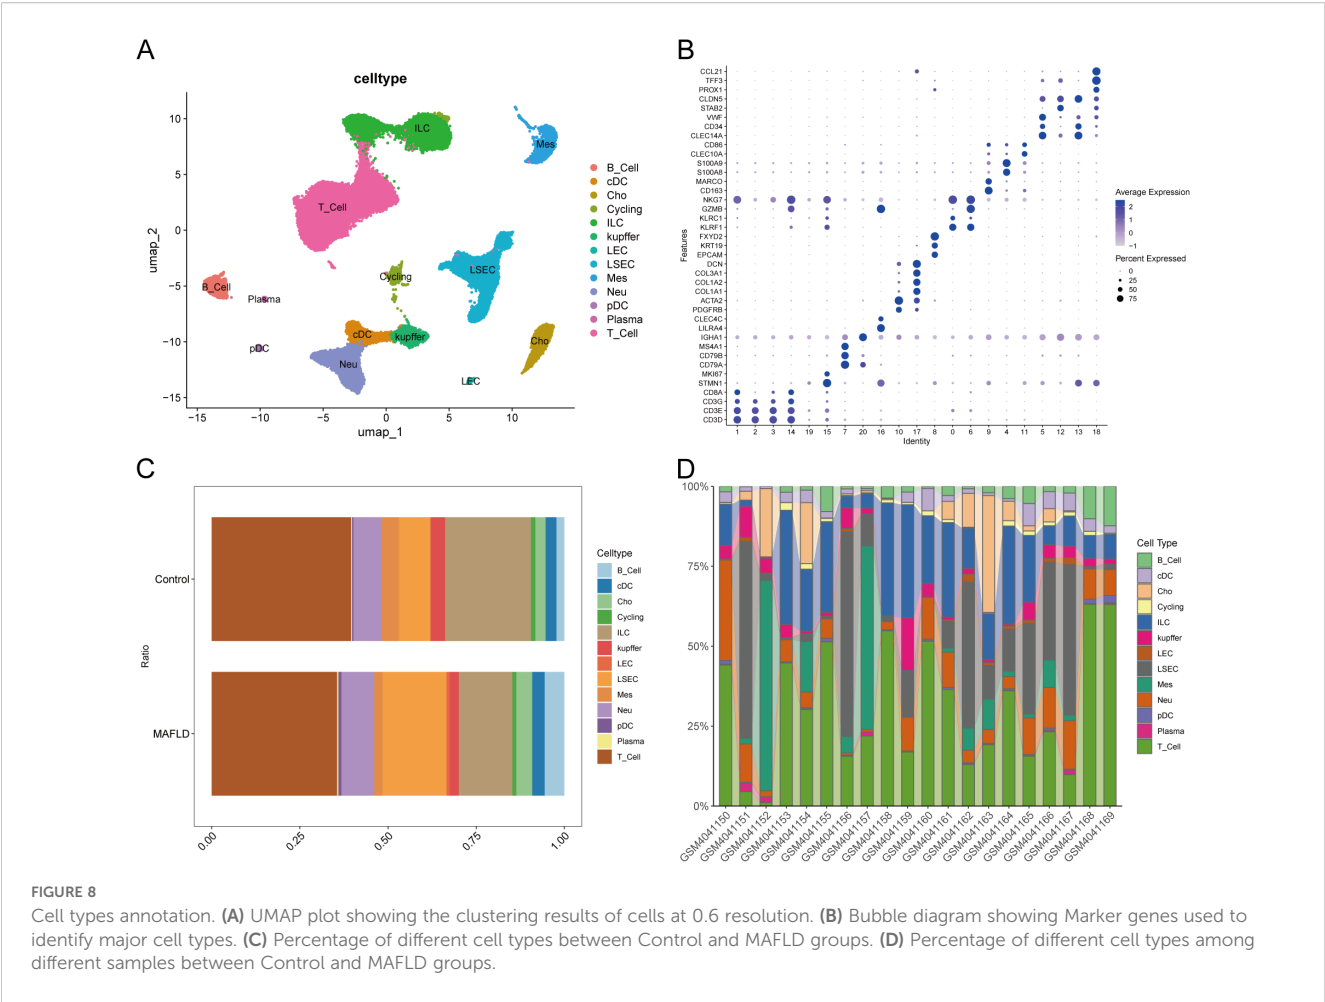 A
celltype
umap_2
10
5
0
−5
−10
−15
−15
−10
−5
0
5
10
umap_1
ILC
Mes
T_Cell
LSEC
Cycling
B_Cell
Plasma
cDC
kupffer
pDC
Neu
Cho
LEC
B_Cell
cDC
Cho
Cycling
ILC
kupffer
LEC
LSEC
Mes
Neu
pDC
Plasma
T_Cell
B
Features
CCL21
TFF3
PROX1
CLDN5
STAB2
VWF
CD34
CLEC14A
CD86
CLEC10A
S100A9
S100A8
MARCO
CD163
NKG7
GZMB
KLRC1
KLRF1
FXYD2
KRT19
EPCAM
DCN
COL3A1
COL1A2
COL1A1
ACTA2
PDGFRB
CLEC4C
LILRA4
IGHA1
MS4A1
CD79B
CD79A
MKI67
STMN1
CD8A
CD3G
CD3E
CD3D
1 2 3 14 19 15 7 20 16 10 17 8 0 6 9 4 11 5 12 13 18
Identity
Average Expression
2
1
0
−1
Percent Expressed
0
25
50
75
C
Ratio
Control
MAFLD
0.00
0.25
0.50
0.75
1.00
Celltype
B_Cell
cDC
Cho
Cycling
ILC
kupffer
LEC
LSEC
Mes
Neu
pDC
Plasma
T_Cell
D
100%
75%
50%
25%
0%
GSM4041150
GSM4041151
GSM4041152
GSM4041153
GSM4041154
GSM4041155
GSM4041156
GSM4041157
GSM4041158
GSM4041159
GSM4041160
GSM4041161
GSM4041162
GSM4041163
GSM4041164
GSM4041165
GSM4041166
GSM4041167
GSM4041168
GSM4041169
Cell Type
B_Cell
cDC
Cho
Cycling
ILC
kupffer
LEC
LSEC
Mes
Neu
pDC
Plasma
T_Cell
FIGURE 8
Cell types annotation. (A) UMAP plot showing the clustering results of cells at 0.6 resolution. (B) Bubble diagram showing Marker genes used to
identify major cell types. (C) Percentage of different cell types between Control and MAFLD groups. (D) Percentage of different cell types among
different samples between Control and MAFLD groups.